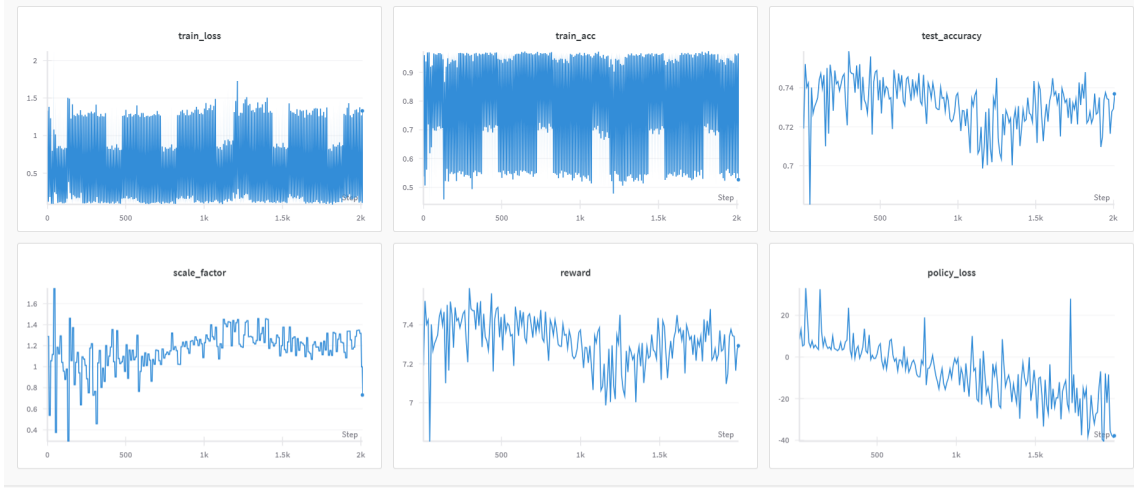 train_loss
2
1.5
1
0.5
Step
0 500 1k 1.5k 2k
train_acc
0.9
0.8
0.7
0.6
0.5
Step
0 500 1k 1.5k 2k
test_accuracy
0.74
0.72
0.7
Step
500 1k 1.5k 2k
scale_factor
1.6
1.4
1.2
1
0.8
0.6
0.4
Step
0 500 1k 1.5k 2k
reward
7.4
7.2
7
Step
500 1k 1.5k
policy_loss
20
0
-20
-40
Step
500 1k 1.5k